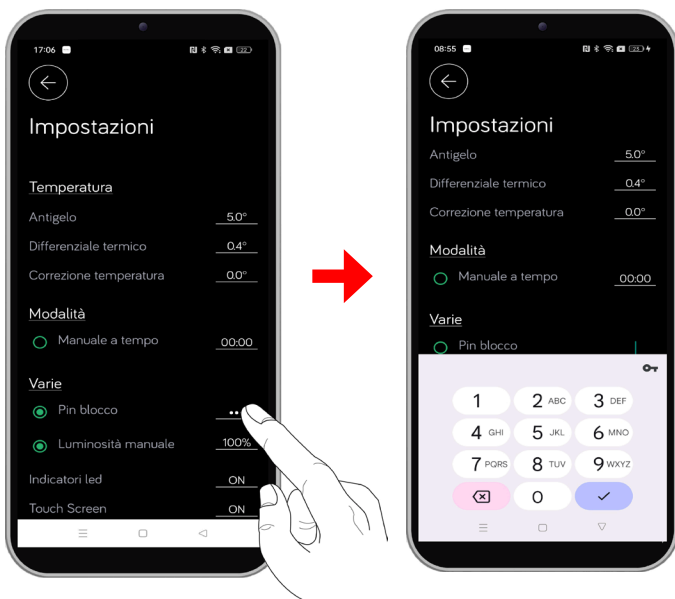 17:06
22
Impostazioni
Temperatura
Antigelo 5.0°
Differenziale termico 0.4°
Correzione temperatura 0.0°
Modalità
Manuale a tempo 00:00
Varie
Pin blocco
Luminosità manuale 100%
Indicatori led ON
Touch Screen ON
08:55
Impostazioni
Antigelo 5.0°
Differenziale termico 0.4°
Correzione temperatura 0.0°
Modalità
Manuale a tempo 00:00
Varie
Pin blocco
1 2 ABC 3 DEF
4 GHI 5 JKL 6 MNO
7 PQRS 8 TUV 9 WXYZ
0